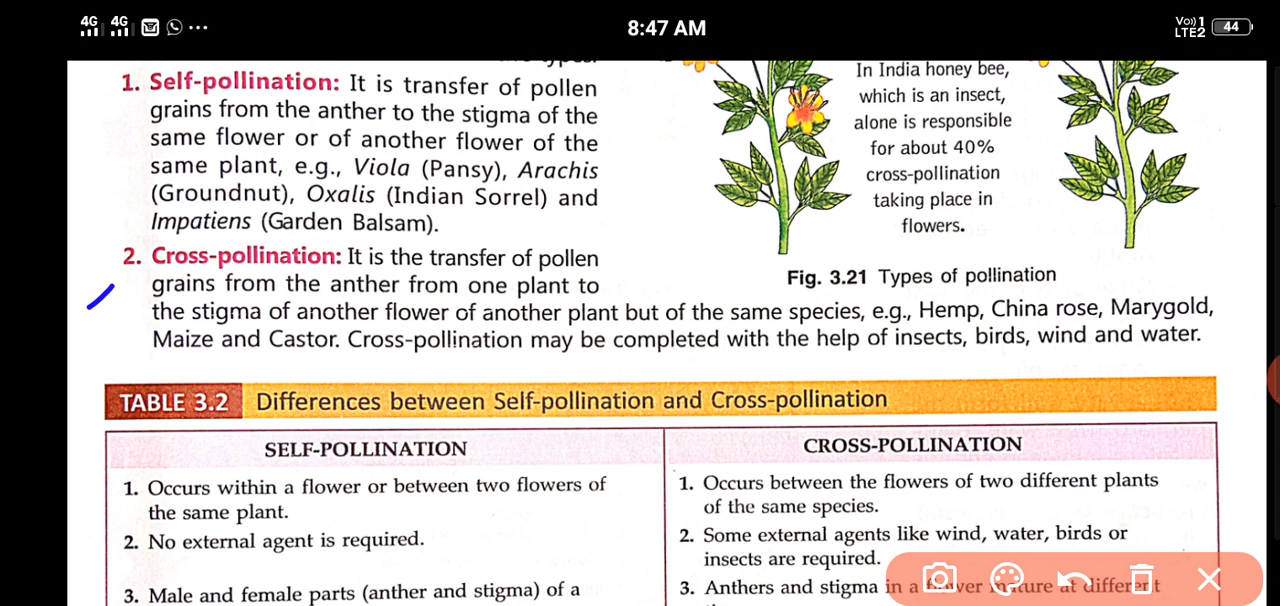 4G 4G 8:47 AM Vo)) 1 LTE2 44
1. Self-pollination: It is transfer of pollen
grains from the anther to the stigma of the
same flower or of another flower of the
same plant, e.g., Viola (Pansy), Arachis
(Groundnut), Oxalis (Indian Sorrel) and
Impatiens (Garden Balsam).
2. Cross-pollination: It is the transfer of pollen
grains from the anther from one plant to
the stigma of another flower of another plant but of the same species, e.g., Hemp, China rose, Marygold,
Maize and Castor. Cross-pollination may be completed with the help of insects, birds, wind and water.
In India honey bee,
which is an insect,
alone is responsible
for about 40%
cross-pollination
taking place in
flowers.
Fig. 3.21 Types of pollination
TABLE 3.2 Differences between Self-pollination and Cross-pollination
SELF-POLLINATION
1. Occurs within a flower or between two flowers of
the same plant.
2. No external agent is required.
3. Male and female parts (anther and stigma) of a
CROSS-POLLINATION
1. Occurs between the flowers of two different plants
of the same species.
2. Some external agents like wind, water, birds or
insects are required.
3. Anthers and stigma in a flower mature at different